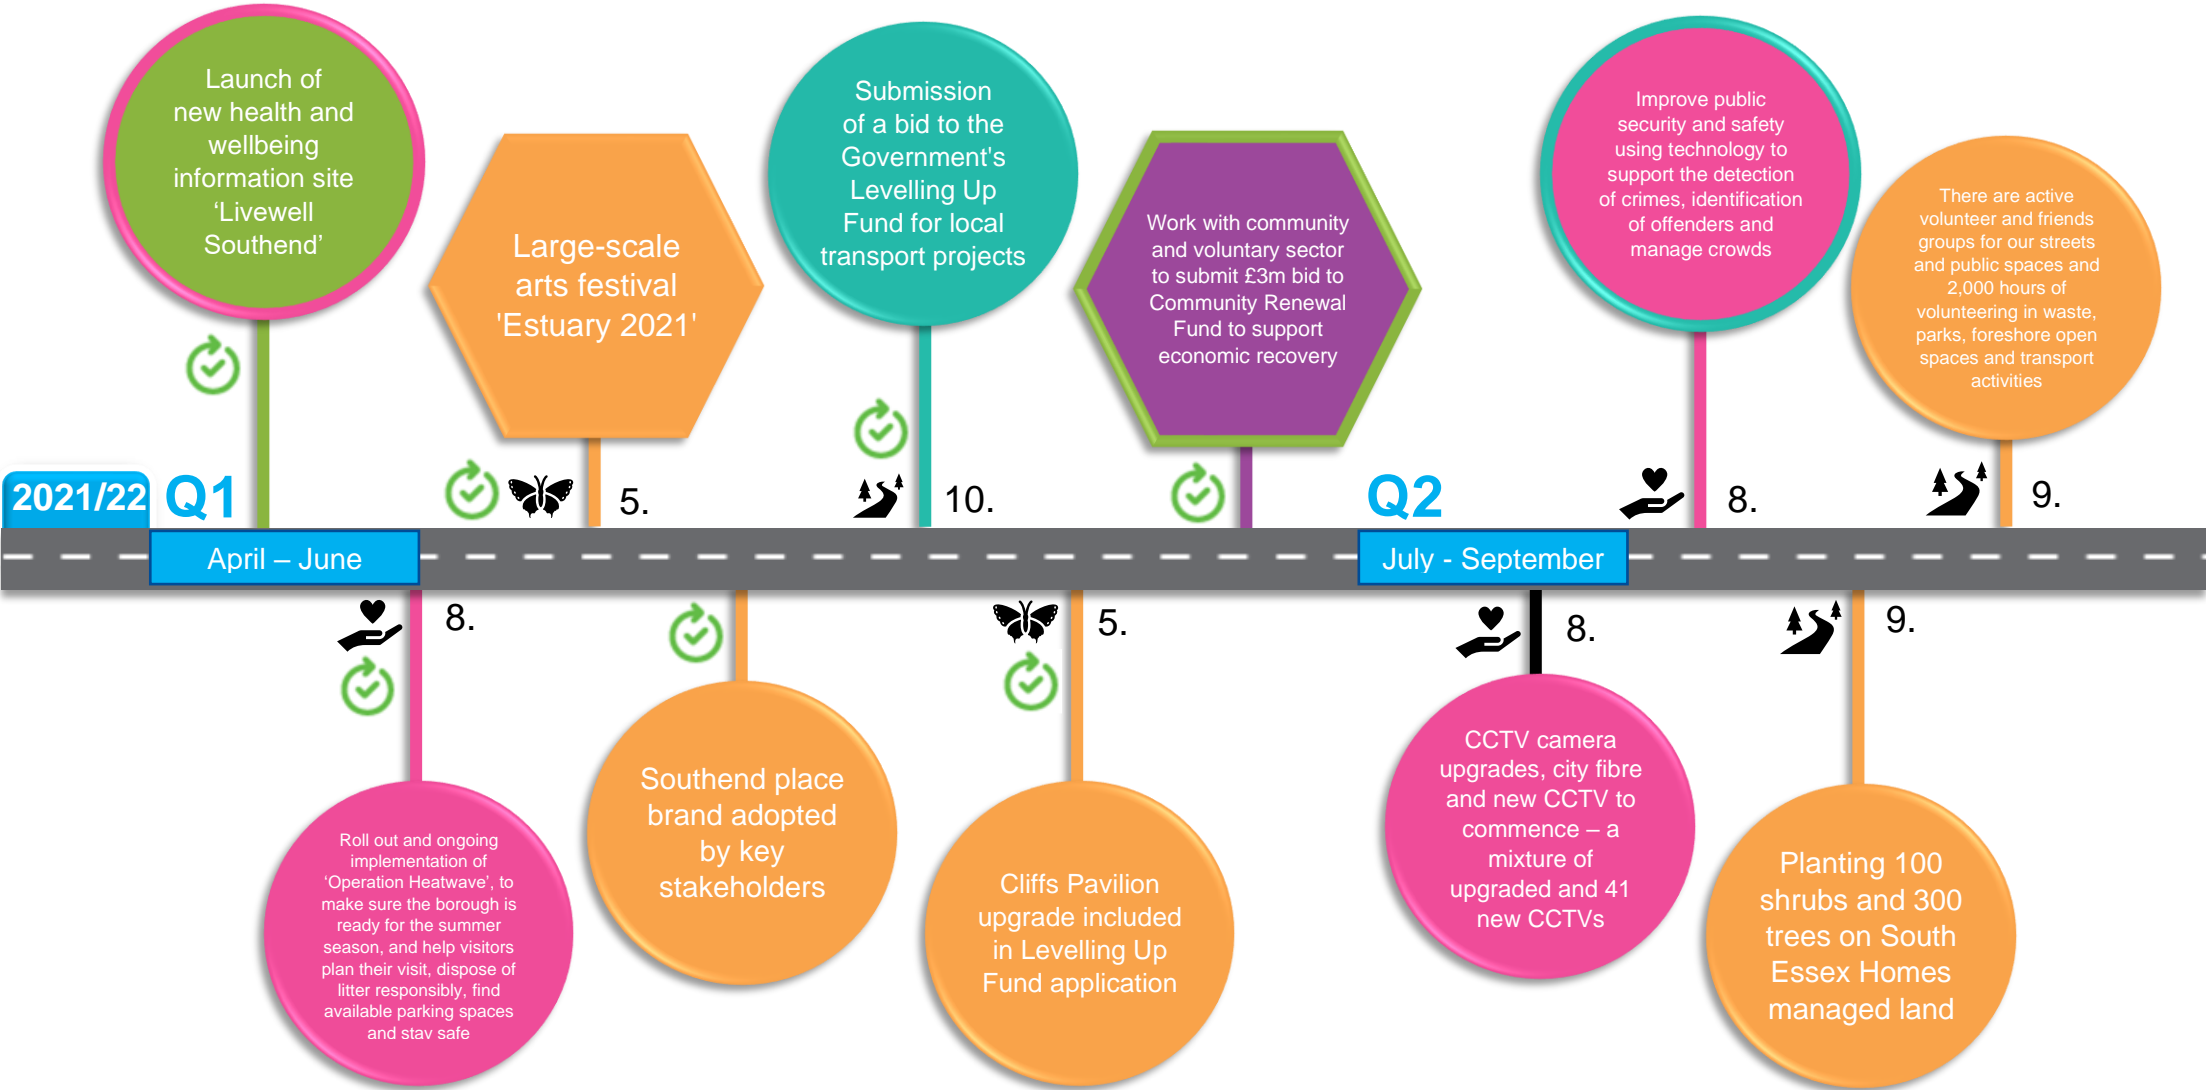 Launch of
new health and
wellbeing
information site
‘Livewell
Southend’
Large-scale
arts festival
'Estuary 2021'
Submission
of a bid to the
Government's
Levelling Up
Fund for local
transport projects
Work with community
and voluntary sector
to submit £3m bid to
Community Renewal
Fund to support
economic recovery
Improve public
security and safety
using technology to
support the detection
of crimes, identification
of offenders and
manage crowds
There are active
volunteer and friends
groups for our streets
and public spaces and
2,000 hours of
volunteering in waste,
parks, foreshore open
spaces and transport
activities
2021/22
Q1
5.
10.
Q2
8.
9.
April – June
July - September
8.
5.
8.
9.
Roll out and ongoing
implementation of
‘Operation Heatwave’, to
make sure the borough is
ready for the summer
season, and help visitors
plan their visit, dispose of
litter responsibly, find
available parking spaces
and stay safe
Southend place
brand adopted
by key
stakeholders
Cliffs Pavilion
upgrade included
in Levelling Up
Fund application
CCTV camera
upgrades, city fibre
and new CCTV to
commence – a
mixture of
upgraded and 41
new CCTVs
Planting 100
shrubs and 300
trees on South
Essex Homes
managed land